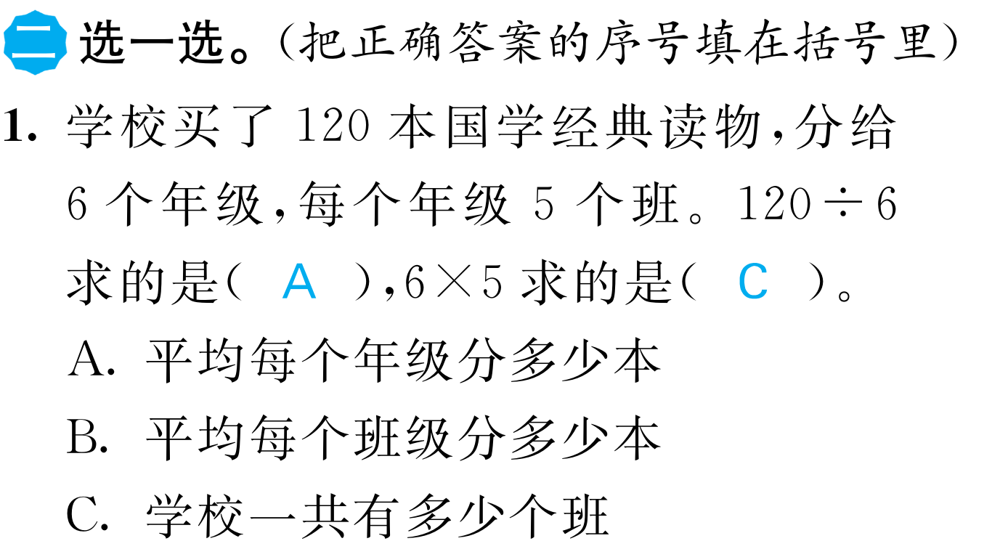 二 选一选。(把正确答案的序号填在括号里)
1. 学校买了 120 本国学经典读物,分给
6 个年级,每个年级 5 个班。120÷6
求的是( A ),6×5 求的是( C )。
A. 平均每个年级分多少本
B. 平均每个班级分多少本
C. 学校一共有多少个班